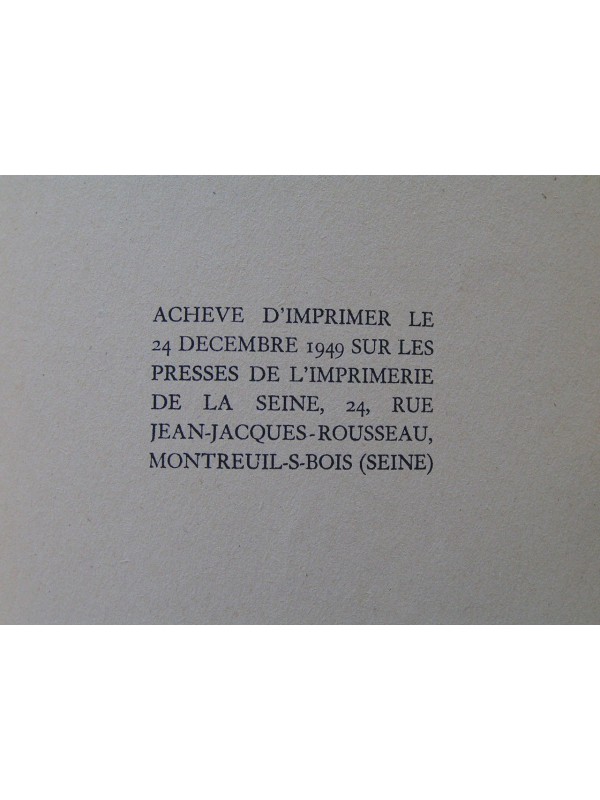 ACHEVE D'IMPRIMER LE
24 DECEMBRE 1949 SUR LES
PRESSES DE L'IMPRIMERIE
DE LA SEINE, 24, RUE
JEAN-JACQUES-ROUSSEAU,
MONTREUIL-S-BOIS (SEINE)